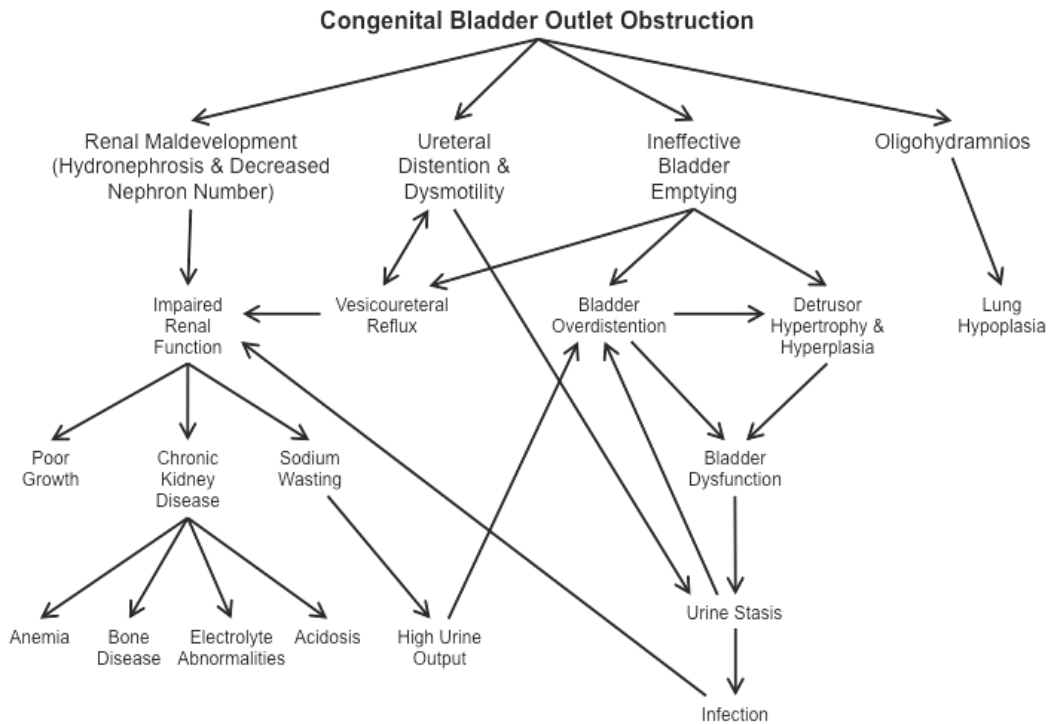 Congenital Bladder Outlet Obstruction
Renal Maldevelopment
(Hydronephrosis & Decreased
Nephron Number)
Ureteral
Distention &
Dysmotility
Ineffective
Bladder
Emptying
Oligohydramnios
Impaired
Renal
Function
Vesicoureteral
Reflux
Bladder
Overdistention
Detrusor
Hypertrophy &
Hyperplasia
Lung
Hypoplasia
Poor
Growth
Chronic
Kidney
Disease
Sodium
Wasting
Bladder
Dysfunction
Anemia
Bone
Disease
Electrolyte
Abnormalities
Acidosis
High Urine
Output
Urine Stasis
Infection